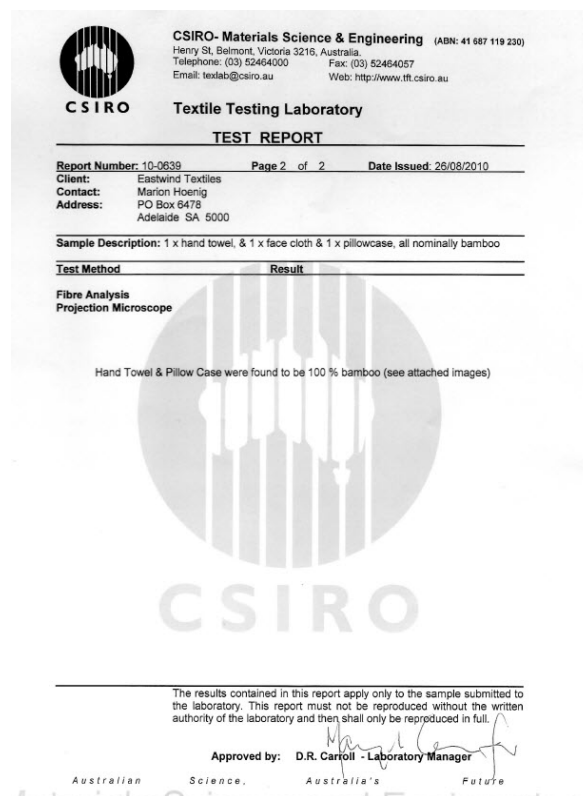 CSIRO- Materials Science & Engineering (ABN: 41 687 119 230)
Henry St, Belmont, Victoria 3216, Australia.
Telephone: (03) 52464000 Fax: (03) 52464057
Email: texlab@csiro.au Web: http://www.tft.csiro.au
CSIRO
Textile Testing Laboratory
TEST REPORT
Report Number: 10-0639 Page 2 of 2 Date Issued: 26/08/2010
Client: Eastwind Textiles
Contact: Marion Hoenig
Address: PO Box 6478
Adelaide SA 5000
Sample Description: 1 x hand towel, & 1 x face cloth & 1 x pillowcase, all nominally bamboo
Test Method Result
Fibre Analysis
Projection Microscope
Hand Towel & Pillow Case were found to be 100 % bamboo (see attached images)
CSIRO
The results contained in this report apply only to the sample submitted to
the laboratory. This report must not be reproduced without the written
authority of the laboratory and then shall only be reproduced in full.
Approved by: D.R. Carroll - Laboratory Manager
Australian Science, Australia's Future